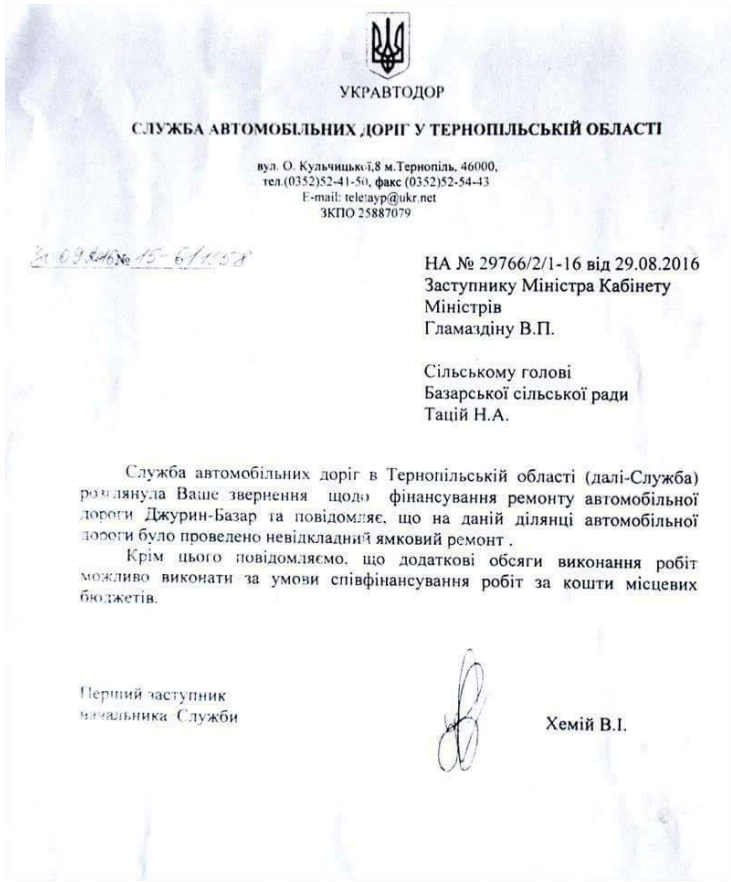 УКРАВТОДОР
СЛУЖБА АВТОМОБІЛЬНИХ ДОРІГ У ТЕРНОПІЛЬСЬКІЙ ОБЛАСТІ
вул. О. Кульчицької,8 м.Тернопіль, 46000,
тел.(0352)52-41-50, факс (0352)52-54-43
E-mail: teletayp@ukr.net
ЗКПО 25887079
№ 15-6/1158
НА № 29766/2/1-16 від 29.08.2016
Заступнику Міністра Кабінету
Міністрів
Гламаздіну В.П.
Сільському голові
Базарської сільської ради
Тацій Н.А.
Служба автомобільних доріг в Тернопільській області (далі-Служба)
розглянула Ваше звернення щодо фінансування ремонту автомобільної
дороги Джурин-Базар та повідомляє, що на даній ділянці автомобільної
дороги було проведено невідкладний ямковий ремонт .
Крім цього повідомляємо, що додаткові обсяги виконання робіт
можливо виконати за умови співфінансування робіт за кошти місцевих
бюджетів.
Перший заступник
начальника Служби
Хемій В.І.